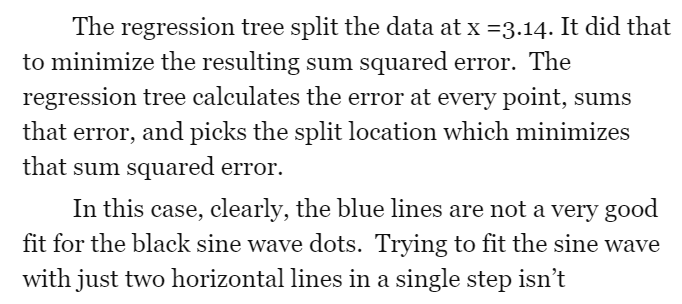 The regression tree split the data at x =3.14. It did that
to minimize the resulting sum squared error.  The
regression tree calculates the error at every point, sums
that error, and picks the split location which minimizes
that sum squared error.
In this case, clearly, the blue lines are not a very good
fit for the black sine wave dots.  Trying to fit the sine wave
with just two horizontal lines in a single step isn’t